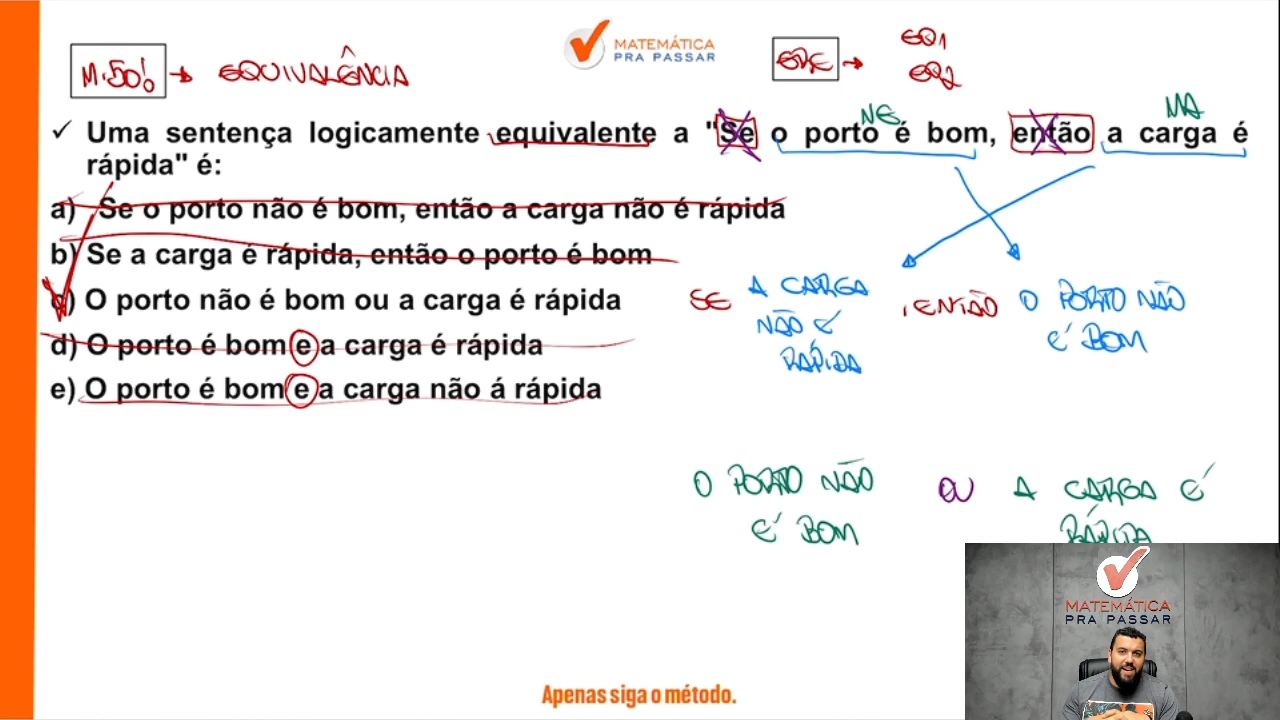 M.50% → EQUIVALÊNCIA
MATEMÁTICA
PRA PASSAR
→ EQ1
EQ2
NE
MA
✓ Uma sentença logicamente equivalente a "Se o porto é bom, então a carga é
rápida" é:
a) Se o porto não é bom, então a carga não é rápida
b) Se a carga é rápida, então o porto é bom
c) O porto não é bom ou a carga é rápida
d) O porto é bom e a carga é rápida
e) O porto é bom e a carga não á rápida
SE A CARGA NÃO É RÁPIDA , ENTÃO O PORTO NÃO É BOM
O PORTO NÃO É BOM OU A CARGA É RÁPIDA
MATEMÁTICA
PRA PASSAR
Apenas siga o método.